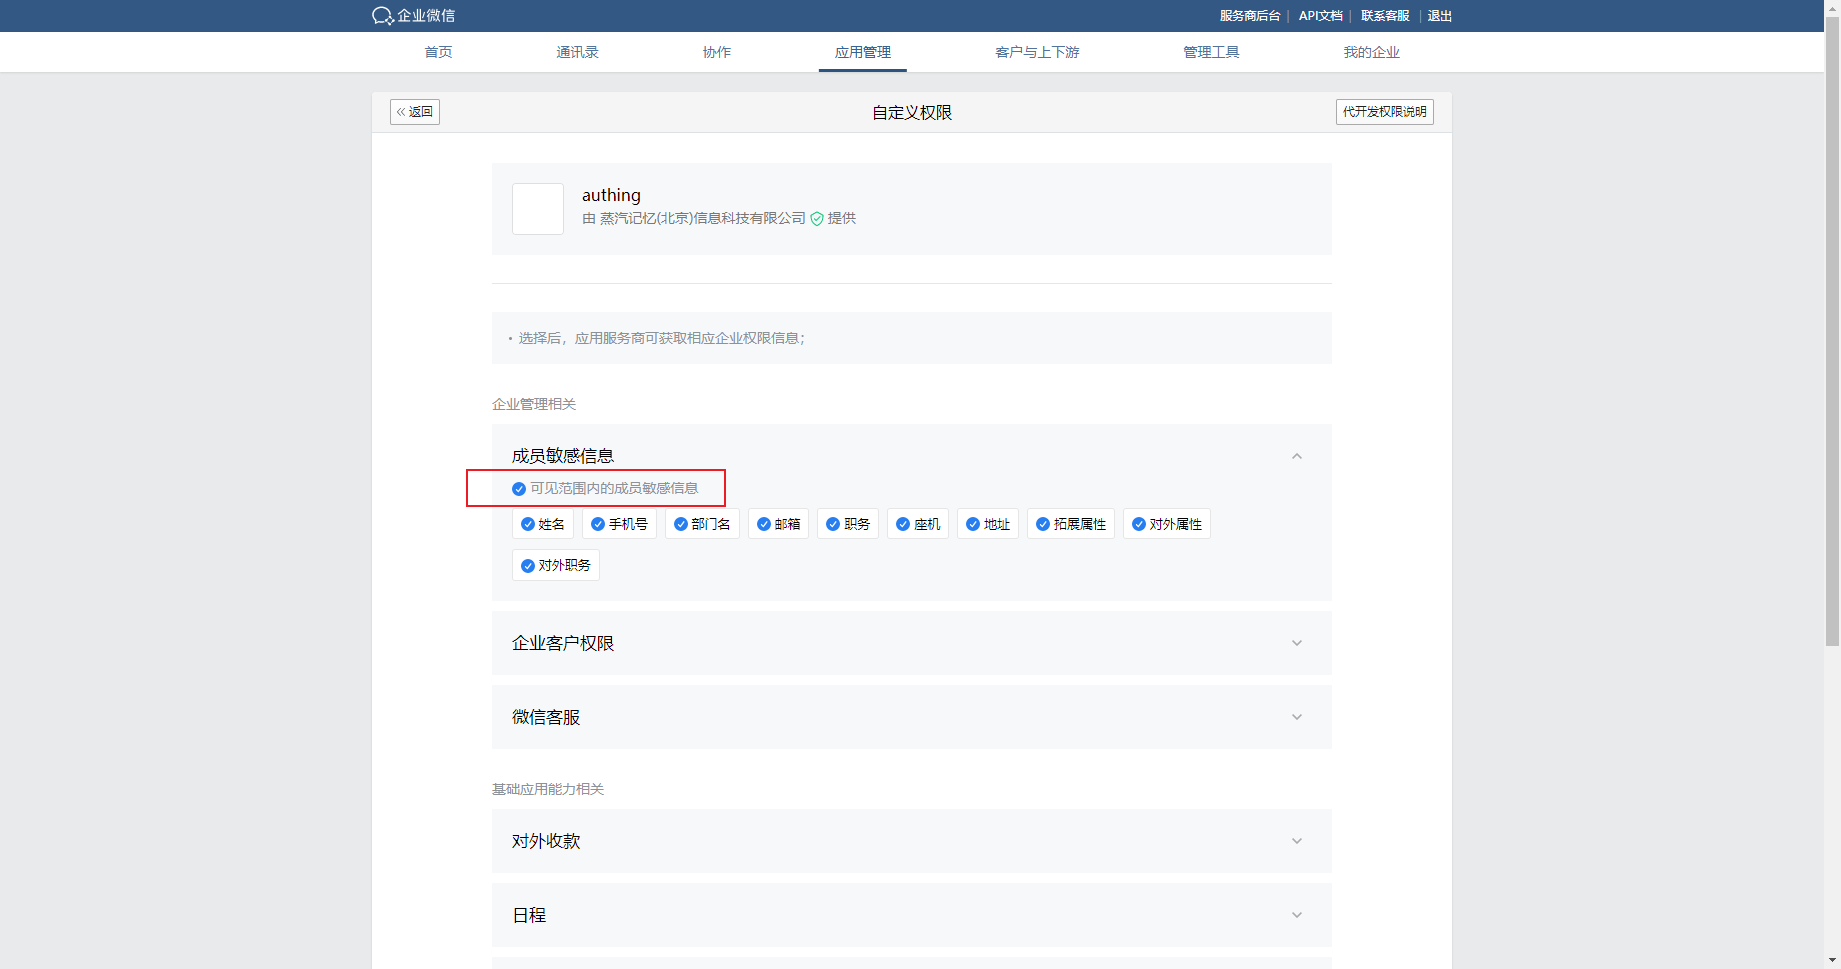 企业微信
服务商后台 | API文档 | 联系客服 | 退出
首页 通讯录 协作 应用管理 客户与上下游 管理工具 我的企业
返回 自定义权限 代开发权限说明
authing
由 蒸汽记忆(北京)信息科技有限公司 提供
• 选择后，应用服务商可获取相应企业权限信息；
企业管理相关
成员敏感信息
可见范围内的成员敏感信息
姓名 手机号 部门名 邮箱 职务 座机 地址 拓展属性 对外属性
对外职务
企业客户权限
微信客服
基础应用能力相关
对外收款
日程